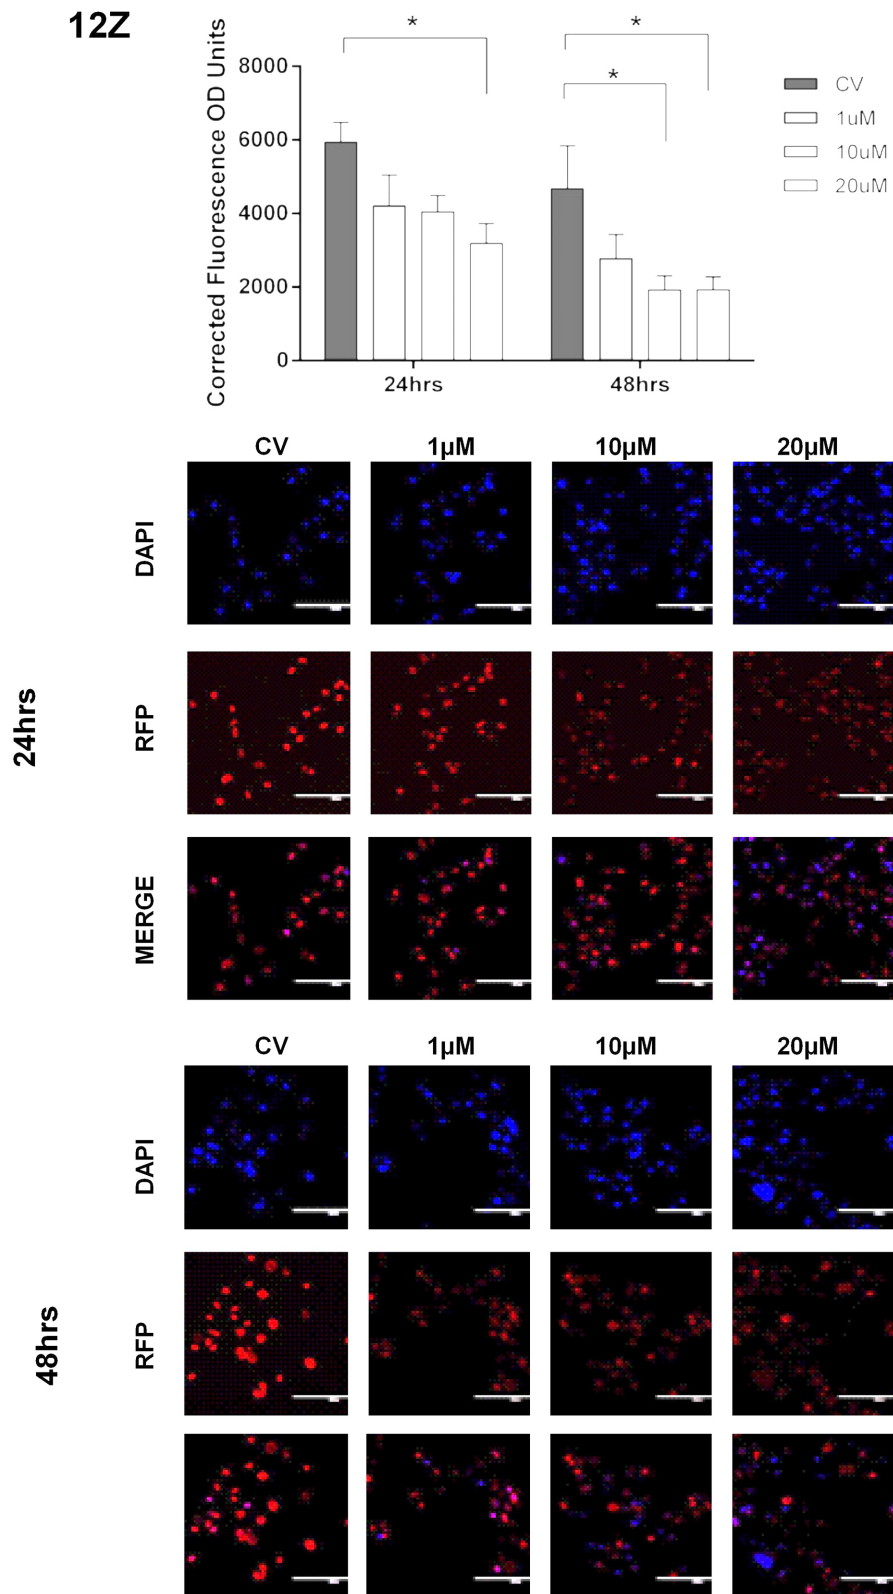 12Z
*
*
*
Corrected Fluorescence OD Units
8000
6000
4000
2000
0
24hrs
48hrs
CV
1uM
10uM
20uM
CV
1µM
10µM
20µM
24hrs
DAPI
RFP
MERGE
CV
1µM
10µM
20µM
48hrs
DAPI
RFP